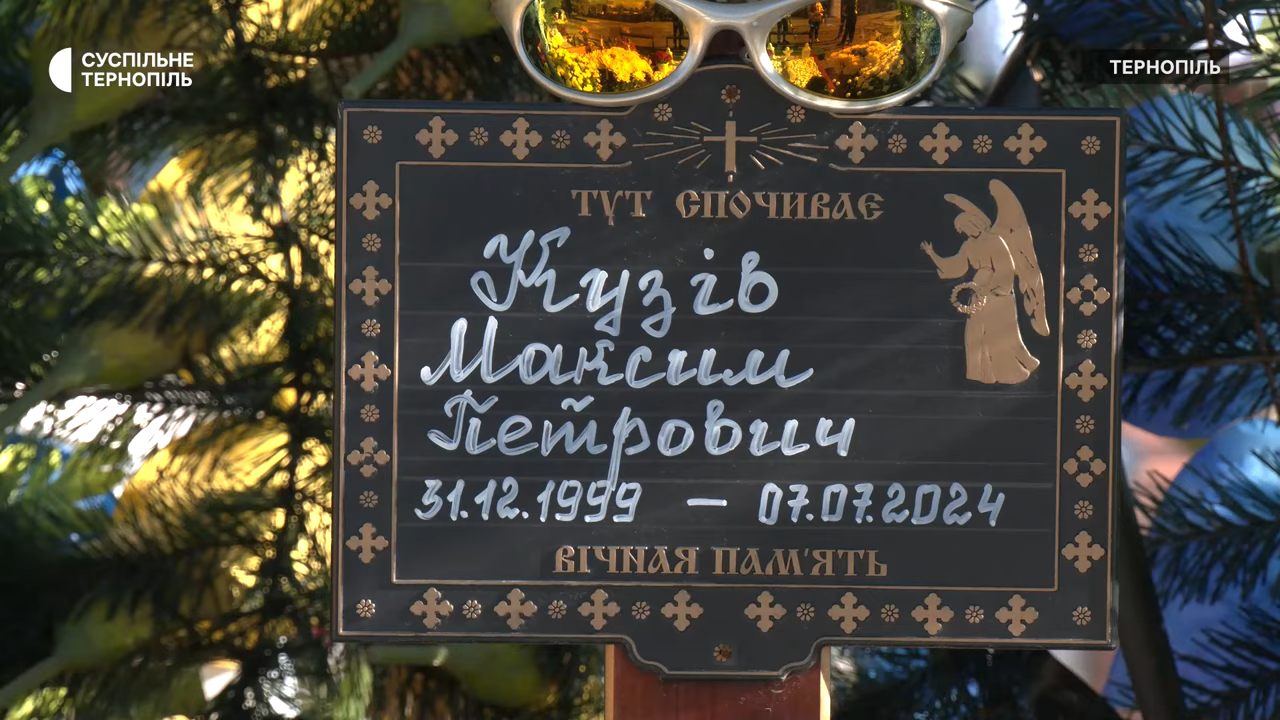 СУСПІЛЬНЕ
ТЕРНОПІЛЬ
ТЕРНОПІЛЬ
ТУТ СПОЧИВАЄ
Кузів
Максим
Петрович
31.12.1999 – 07.07.2024
ВІЧНАЯ ПАМ'ЯТЬ